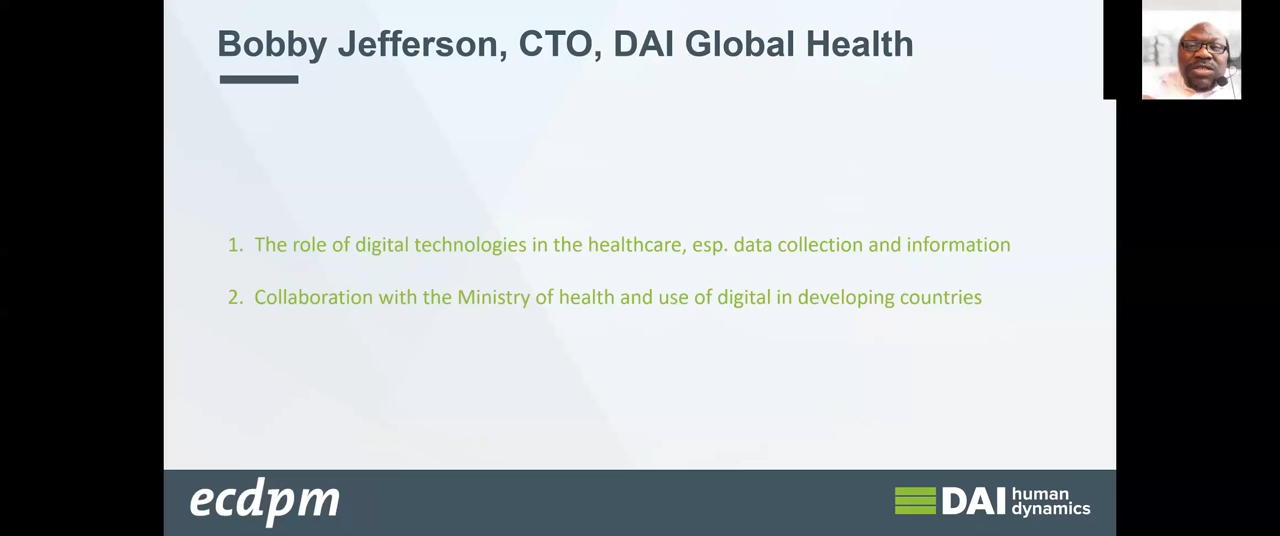 Bobby Jefferson, CTO, DAI Global Health
1. The role of digital technologies in the healthcare, esp. data collection and information
2. Collaboration with the Ministry of health and use of digital in developing countries
ecdpm
DAI human
dynamics